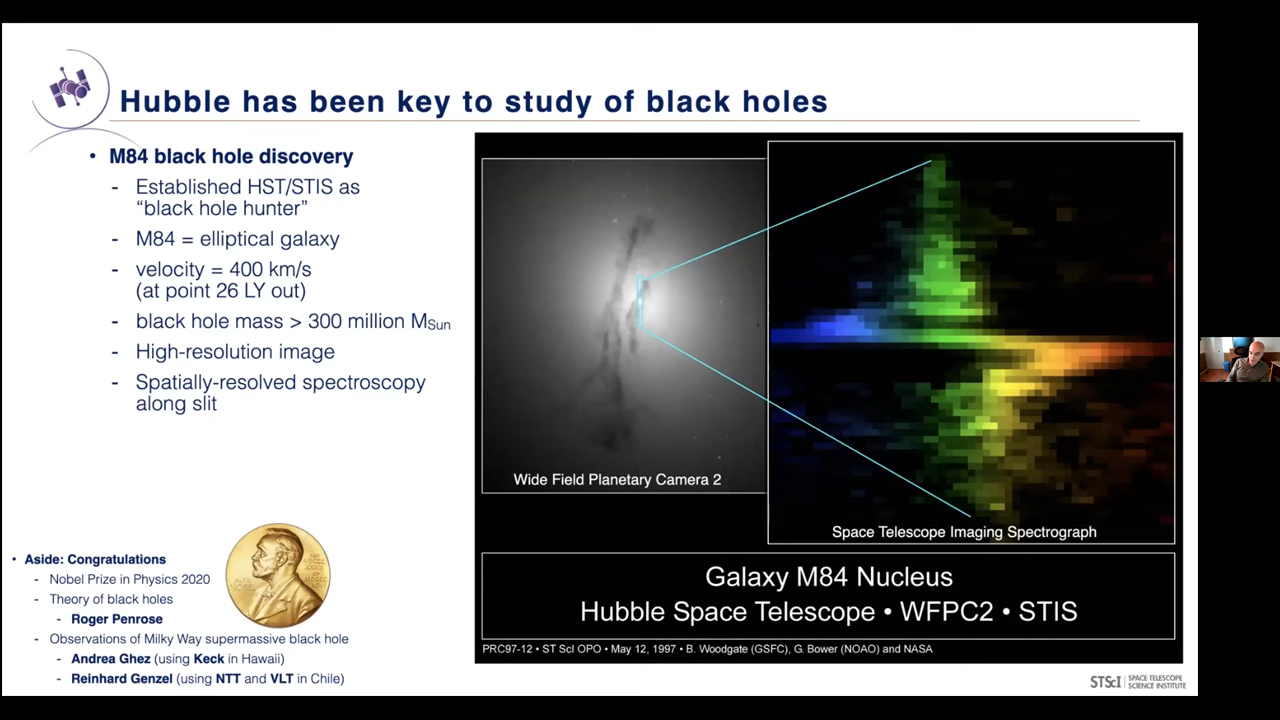 Hubble has been key to study of black holes
• M84 black hole discovery
- Established HST/STIS as
“black hole hunter”
- M84 = elliptical galaxy
- velocity = 400 km/s
(at point 26 LY out)
- black hole mass > 300 million MSun
- High-resolution image
- Spatially-resolved spectroscopy
along slit
• Aside: Congratulations
- Nobel Prize in Physics 2020
- Theory of black holes
- Roger Penrose
- Observations of Milky Way supermassive black hole
- Andrea Ghez (using Keck in Hawaii)
- Reinhard Genzel (using NTT and VLT in Chile)
Wide Field Planetary Camera 2
Space Telescope Imaging Spectrograph
Galaxy M84 Nucleus
Hubble Space Telescope • WFPC2 • STIS
PRC97-12 • ST ScI OPO • May 12, 1997 • B. Woodgate (GSFC), G. Bower (NOAO) and NASA
STScI | SPACE TELESCOPE
SCIENCE INSTITUTE